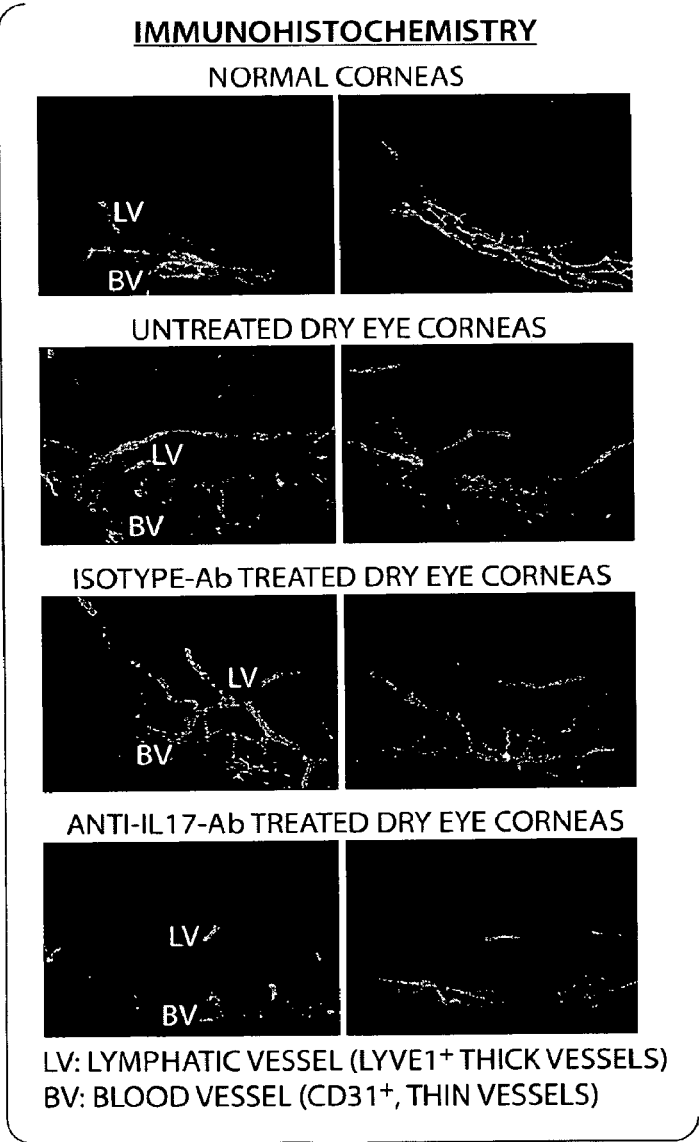 IMMUNOHISTOCHEMISTRY
NORMAL CORNEAS
LV
BV
UNTREATED DRY EYE CORNEAS
LV
BV
ISOTYPE-Ab TREATED DRY EYE CORNEAS
LV
BV
ANTI-IL17-Ab TREATED DRY EYE CORNEAS
LV
BV
LV: LYMPHATIC VESSEL (LYVE1⁺ THICK VESSELS)
BV: BLOOD VESSEL (CD31⁺, THIN VESSELS)